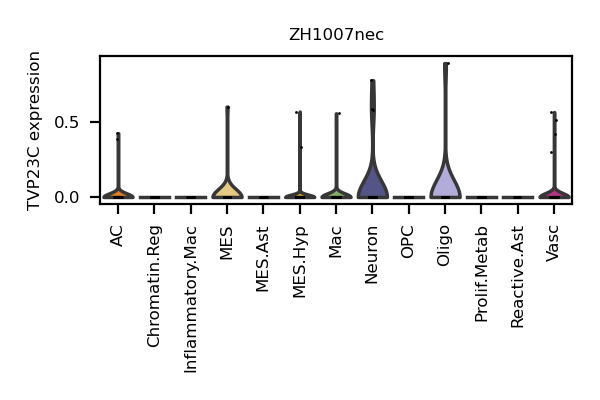 ZH1007nec
TVP23C expression
0.5
0.0
AC
Chromatin.Reg
Inflammatory.Mac
MES
MES.Ast
MES.Hyp
Mac
Neuron
OPC
Oligo
Prolif.Metab
Reactive.Ast
Vasc